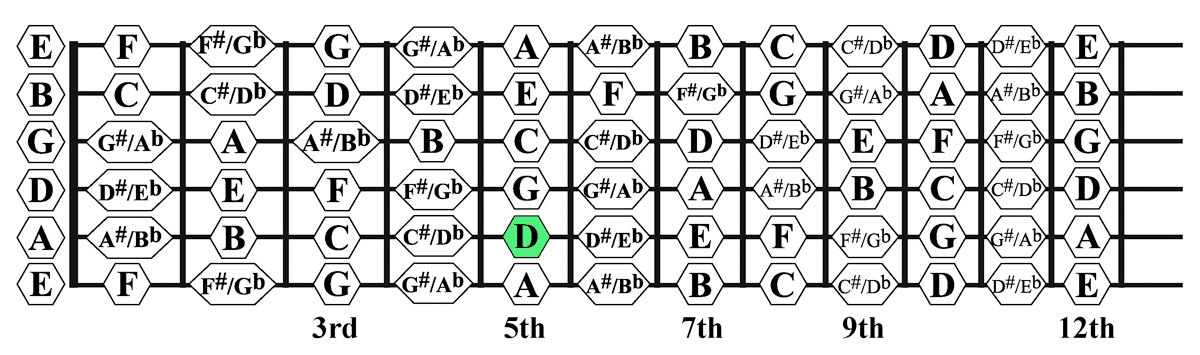 E F F#/Gb G G#/Ab A A#/Bb B C C#/Db D D#/Eb E
B C C#/Db D D#/Eb E F F#/Gb G G#/Ab A A#/Bb B
G G#/Ab A A#/Bb B C C#/Db D D#/Eb E F F#/Gb G
D D#/Eb E F F#/Gb G G#/Ab A A#/Bb B C C#/Db D
A A#/Bb B C C#/Db D D#/Eb E F F#/Gb G G#/Ab A
E F F#/Gb G G#/Ab A A#/Bb B C C#/Db D D#/Eb E
3rd 5th 7th 9th 12th